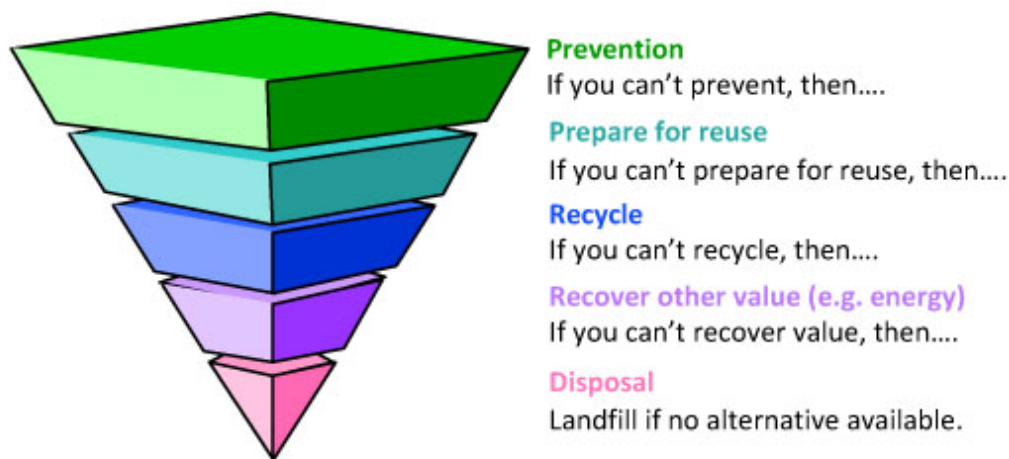 Prevention
If you can't prevent, then....
Prepare for reuse
If you can't prepare for reuse, then....
Recycle
If you can't recycle, then....
Recover other value (e.g. energy)
If you can't recover value, then....
Disposal
Landfill if no alternative available.